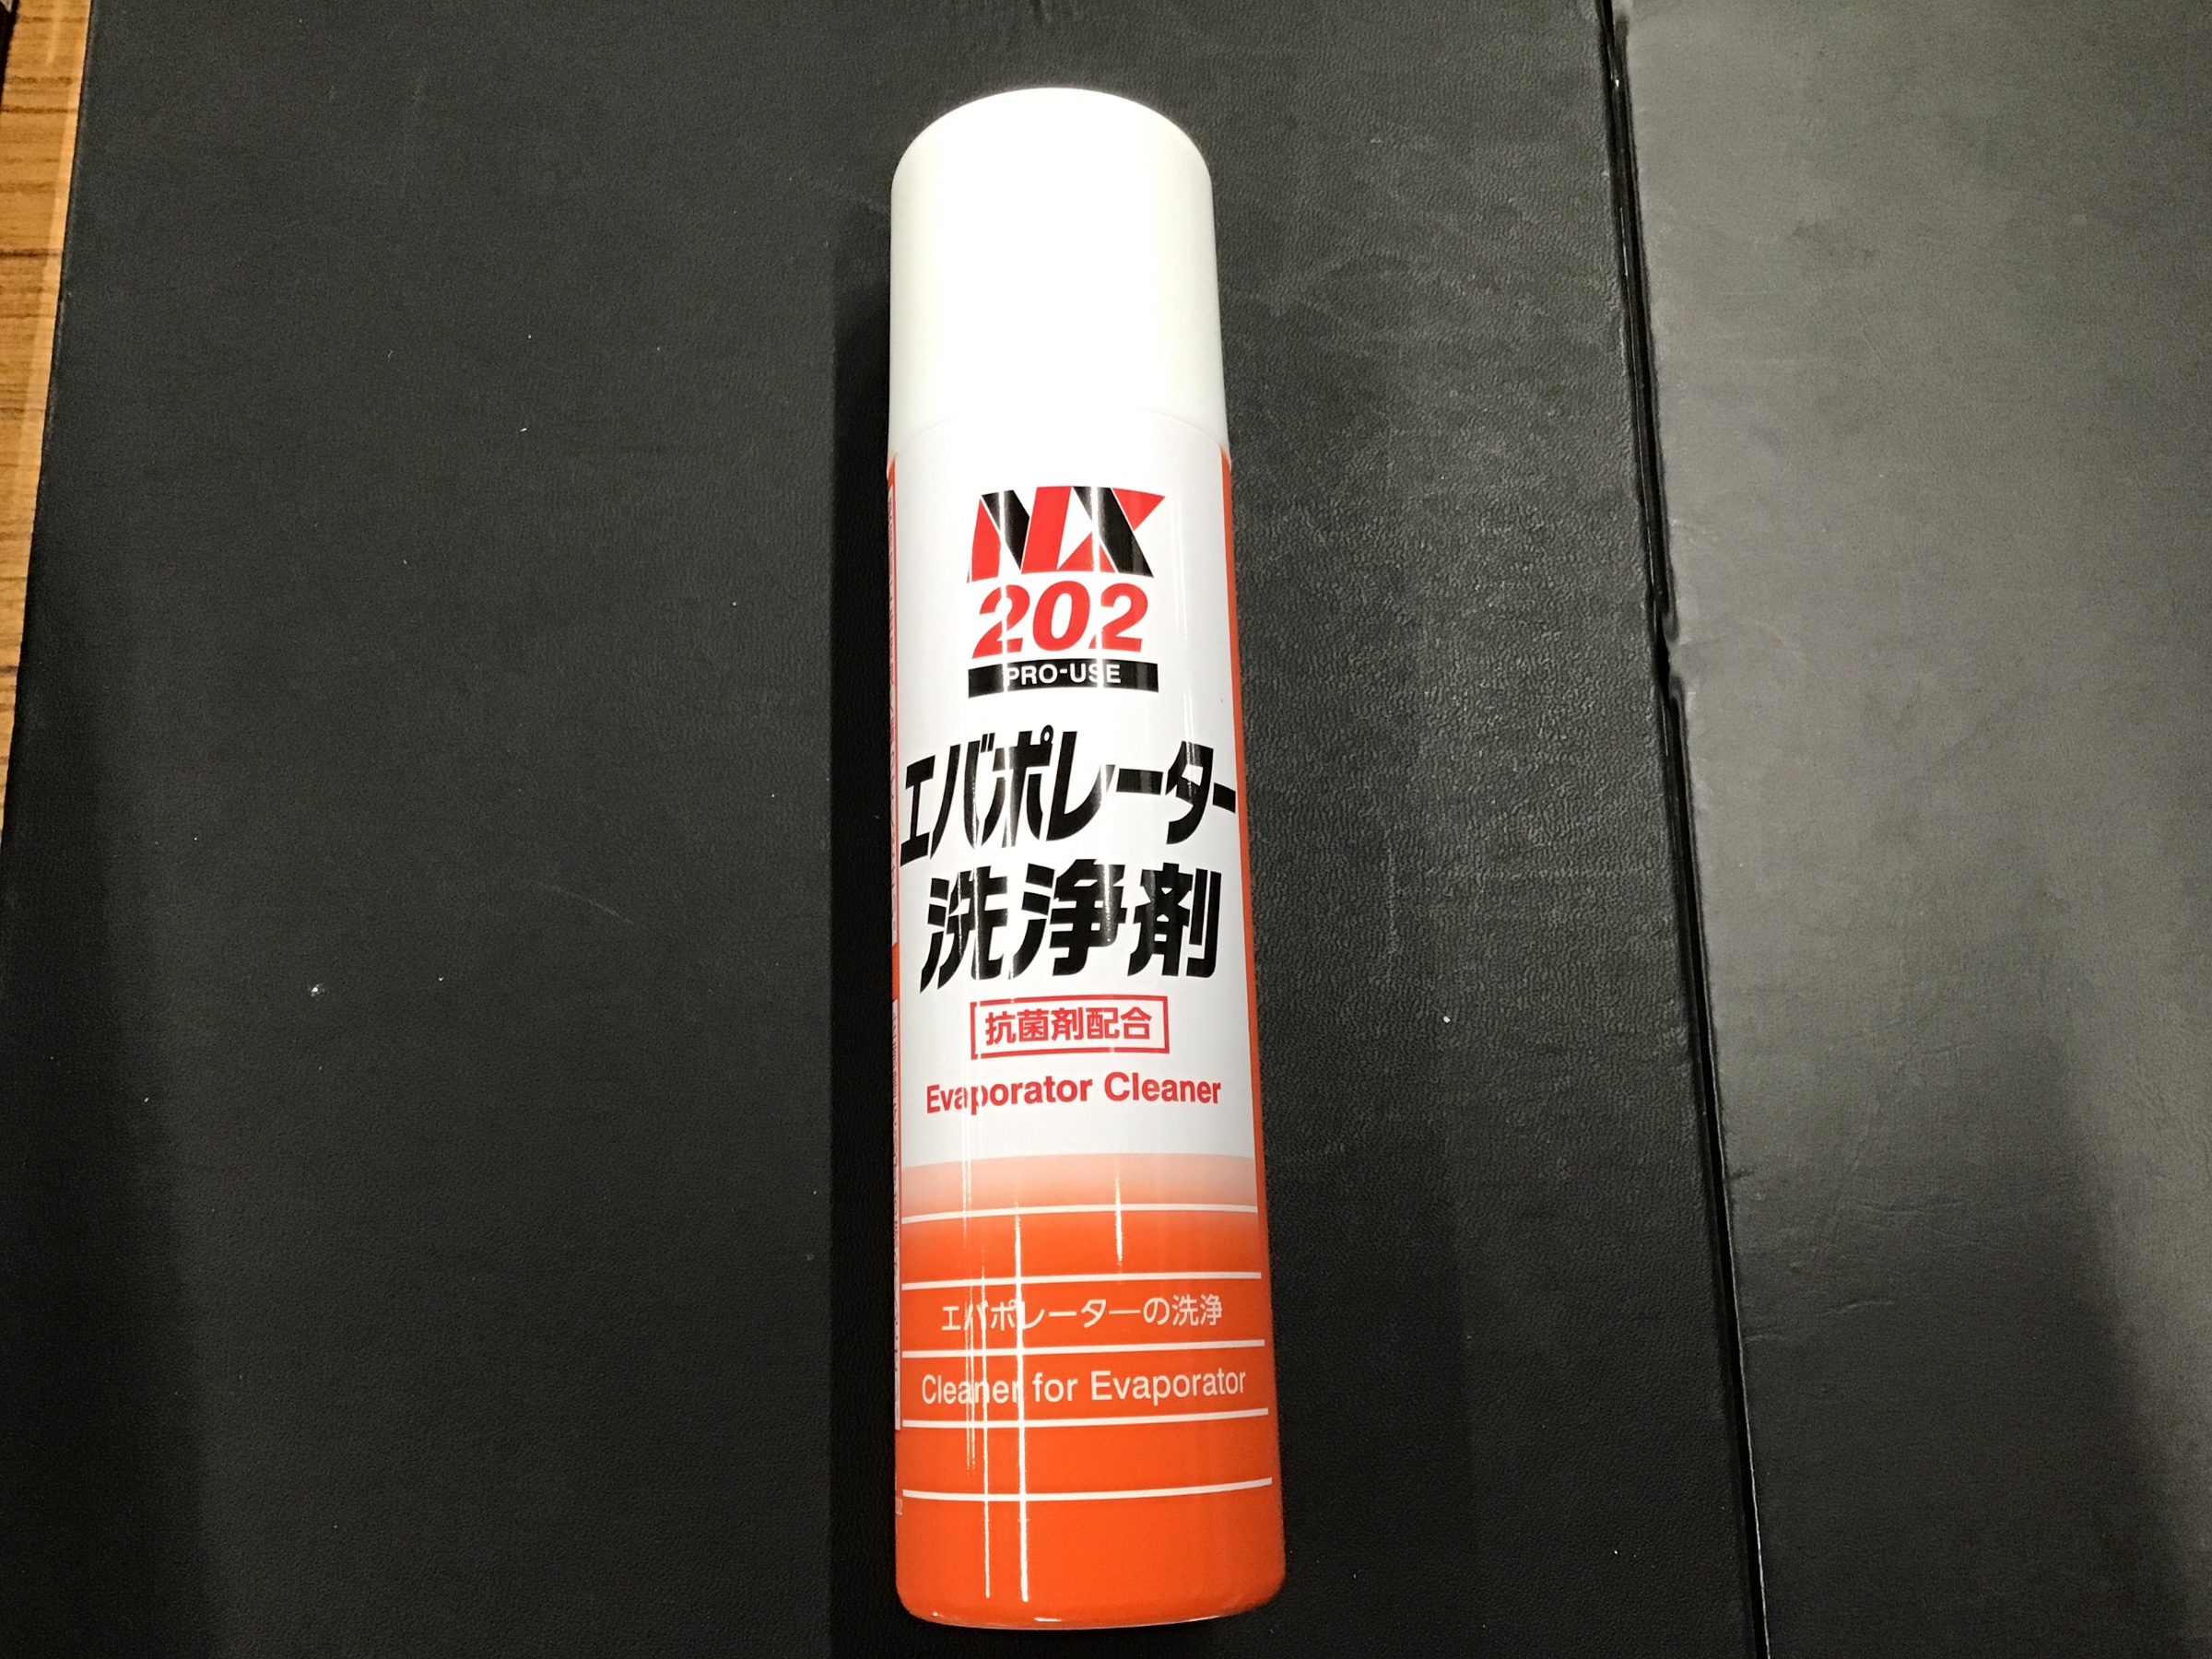 NX
202
PRO-USE
エバポレーター
洗浄剤
抗菌剤配合
Evaporator Cleaner
エバポレーターの洗浄
Cleaner for Evaporator